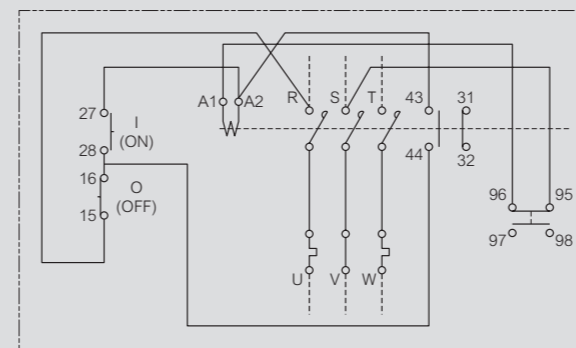 A1 A2 R S T 43 31
27
I
(ON)
28
44 32
16
O
(OFF)
15
96 95
97 98
U V W